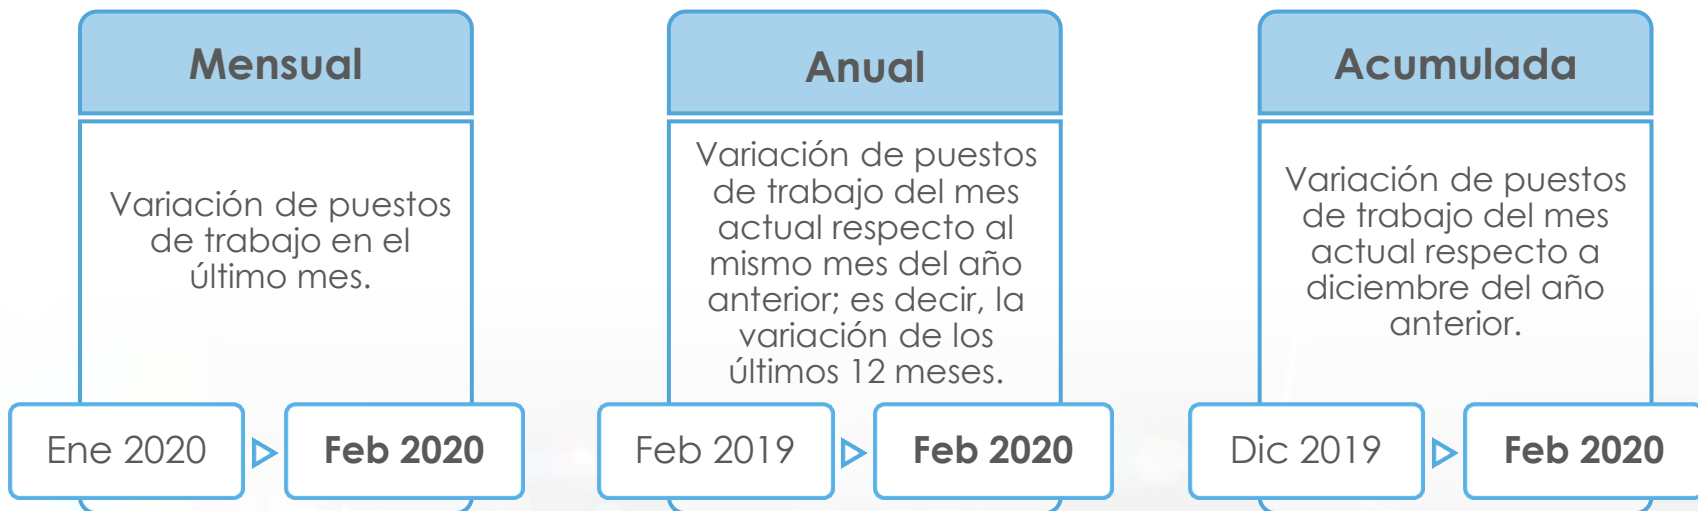 Mensual
Variación de puestos
de trabajo en el
último mes.
Ene 2020
Feb 2020
Anual
Variación de puestos
de trabajo del mes
actual respecto al
mismo mes del año
anterior; es decir, la
variación de los
últimos 12 meses.
Feb 2019
Feb 2020
Acumulada
Variación de puestos
de trabajo del mes
actual respecto a
diciembre del año
anterior.
Dic 2019
Feb 2020